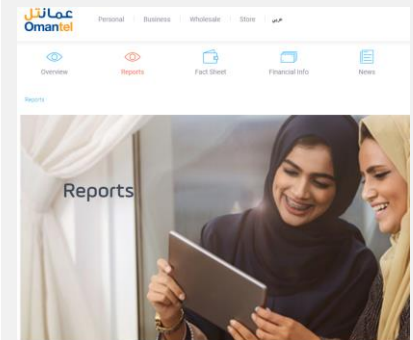 عمانتل
Omantel
Personal Business Wholesale Store عربي
Overview Reports Fact Sheet Financial Info News
Reports
Reports